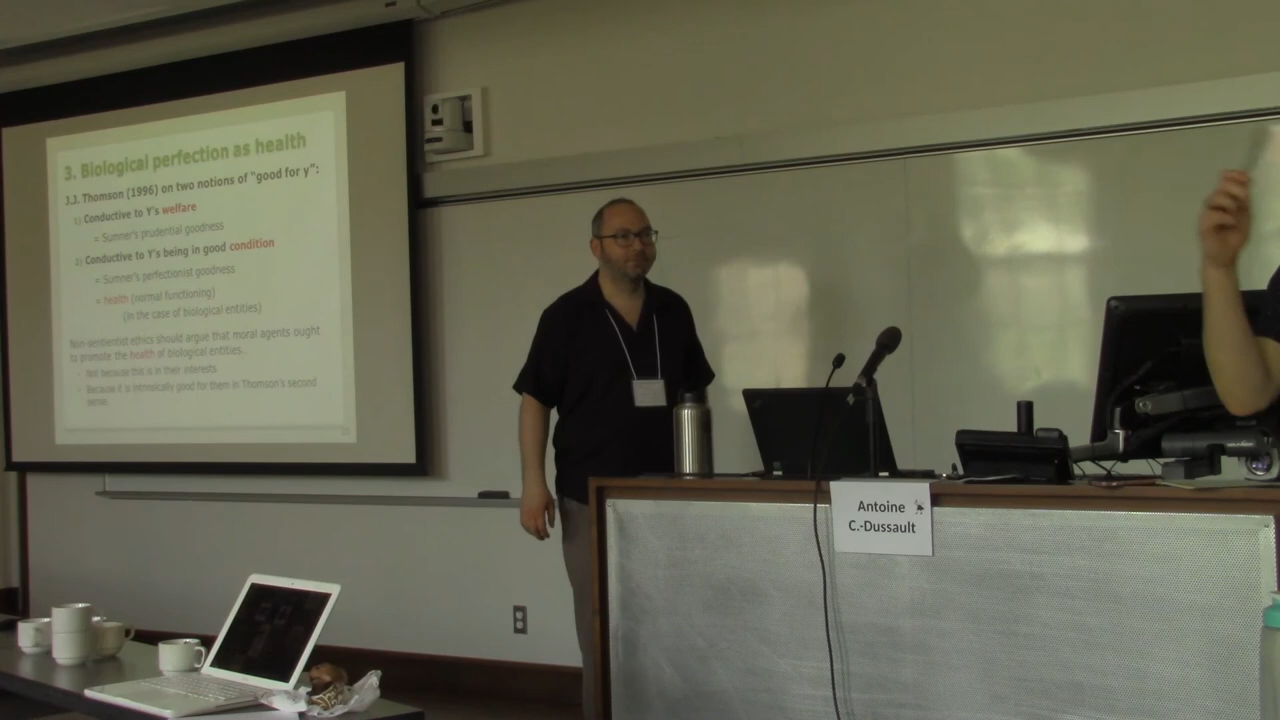 3. Biological perfection as health
J.J. Thomson (1996) on two notions of "good for y":
1) Conductive to Y's welfare
= Sumner's prudential goodness
2) Conductive to Y's being in good condition
= Sumner's perfectionist goodness
= health (normal functioning)
(in the case of biological entities)
Non-sentientist ethics should argue that moral agents ought
to promote the health of biological entities.
- Not because this is in their interests
- Because it is intrinsically good for them in Thomson's second
sense.
Antoine
C.-Dussault